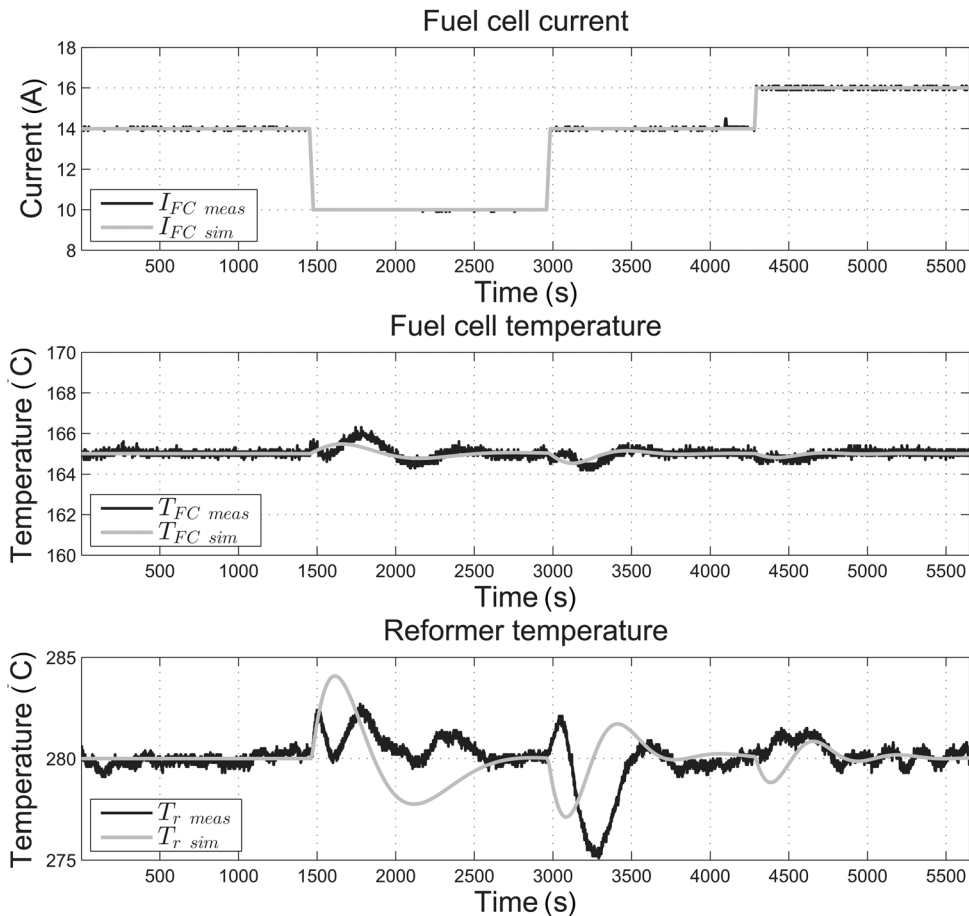 Fuel cell current
Current (A)
18
16
14
12
10
8
I_FC meas
I_FC sim
500 1000 1500 2000 2500 3000 3500 4000 4500 5000 5500
Time (s)
Fuel cell temperature
Temperature (°C)
170
168
166
164
162
160
T_FC meas
T_FC sim
500 1000 1500 2000 2500 3000 3500 4000 4500 5000 5500
Time (s)
Reformer temperature
Temperature (°C)
285
280
275
T_r meas
T_r sim
500 1000 1500 2000 2500 3000 3500 4000 4500 5000 5500
Time (s)